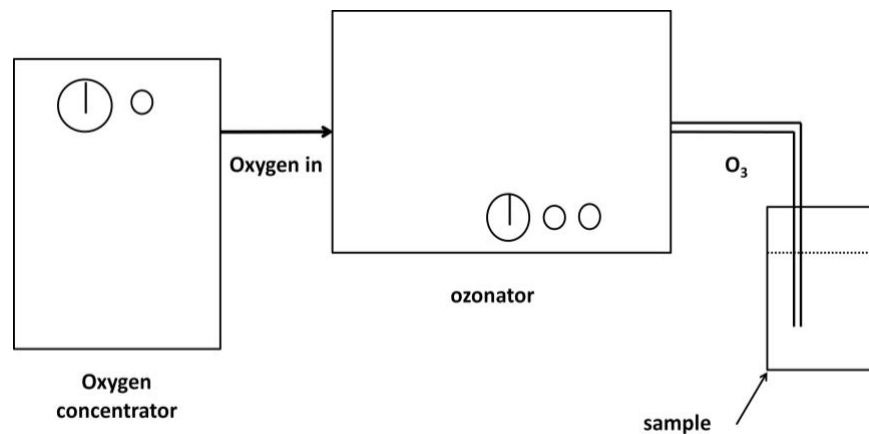 Oxygen in
O₃
ozonator
Oxygen
concentrator
sample